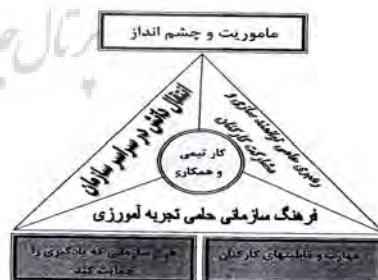 ماموریت و چشم انداز
انتقال دانش در سراسر سازمان
رهبری حامی توانمند سازی و
مشارکت کارکنان
کار تیمی
و همکاری
فرهنگ سازمانی حامی تجربه آموزی
طرح سازمانی که یادگیری را
حمایت کند
مهارت و قابلیتهای کارکنان